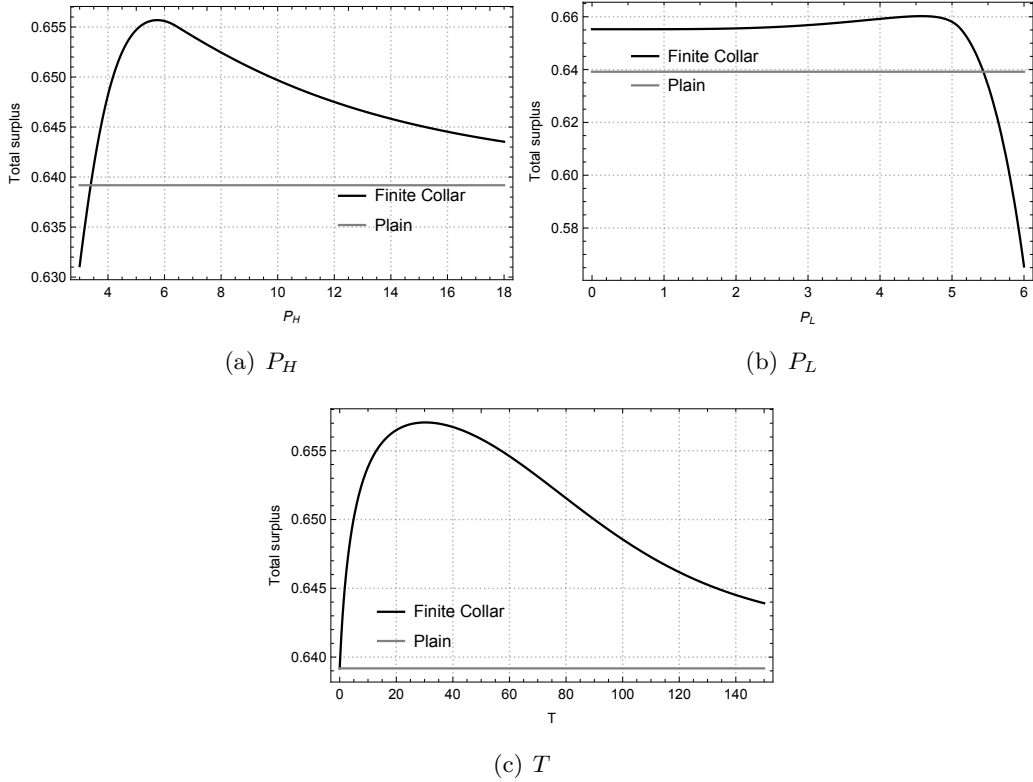 Total surplus
0.655
0.650
0.645
0.640
0.635
0.630
Finite Collar
Plain
4 6 8 10 12 14 16 18
P_H
(a) P_H
Total surplus
0.66
0.64
0.62
0.60
0.58
Finite Collar
Plain
0 1 2 3 4 5 6
P_L
(b) P_L
Total surplus
0.655
0.650
0.645
0.640
Finite Collar
Plain
0 20 40 60 80 100 120 140
T
(c) T